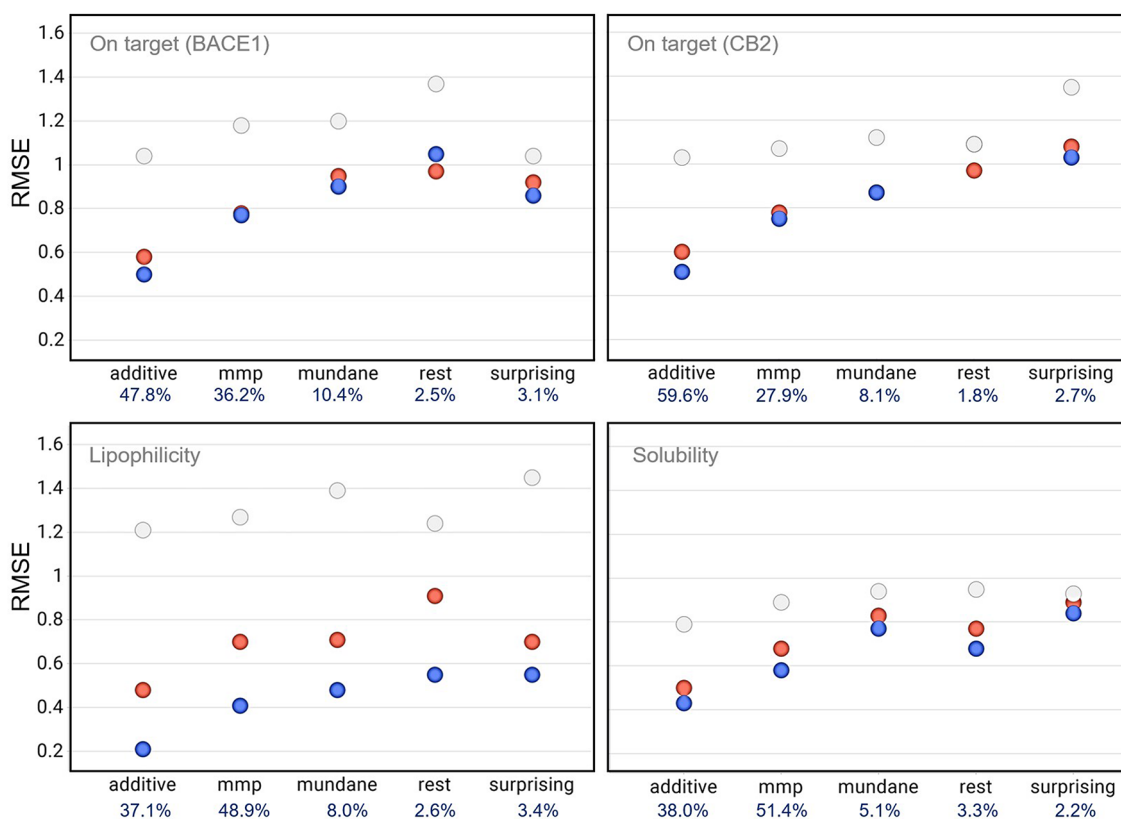 On target (BACE1)
On target (CB2)
RMSE
1.6
1.4
1.2
1
0.8
0.6
0.4
0.2
additive mmp mundane rest surprising
47.8% 36.2% 10.4% 2.5% 3.1%
additive mmp mundane rest surprising
59.6% 27.9% 8.1% 1.8% 2.7%
Lipophilicity
Solubility
RMSE
1.6
1.4
1.2
1
0.8
0.6
0.4
0.2
additive mmp mundane rest surprising
37.1% 48.9% 8.0% 2.6% 3.4%
additive mmp mundane rest surprising
38.0% 51.4% 5.1% 3.3% 2.2%